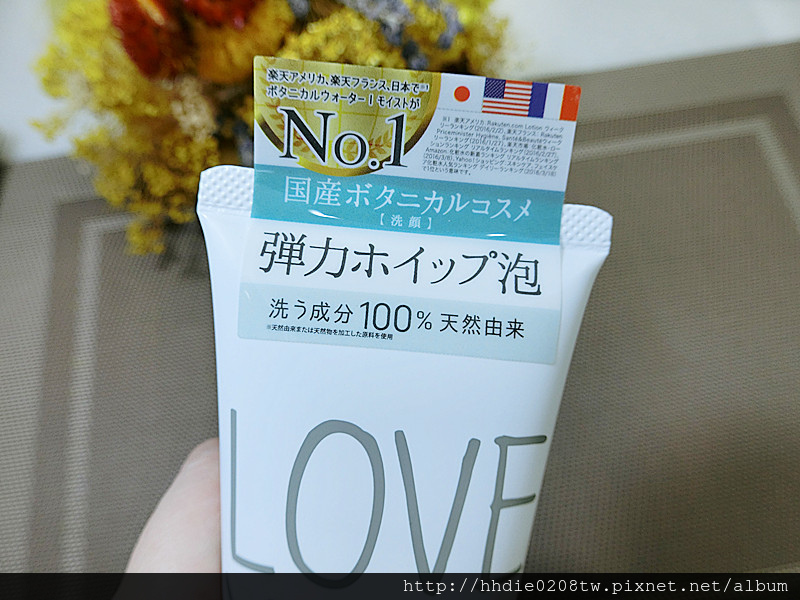 楽天アメリカ、楽天フランス、日本で※1
ボタニカルウォーターⅠモイストが
No.1
国産ボタニカルコスメ
【洗顔】
弾力ホイップ泡
洗う成分100%天然由来
※天然由来または天然物を加工した原料を使用
LOVE
http://hhdie0208tw.pixnet.net/album